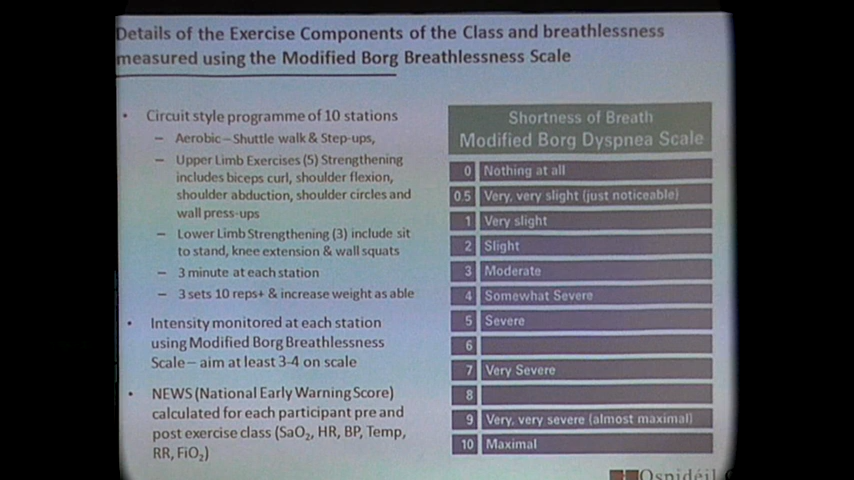 Details of the Exercise Components of the Class and breathlessness
measured using the Modified Borg Breathlessness Scale
• Circuit style programme of 10 stations
– Aerobic – Shuttle walk & Step-ups,
– Upper Limb Exercises (5) Strengthening
includes biceps curl, shoulder flexion,
shoulder abduction, shoulder circles and
wall press-ups
– Lower Limb Strengthening (3) include sit
to stand, knee extension & wall squats
– 3 minute at each station
– 3 sets 10 reps+ & increase weight as able
• Intensity monitored at each station
using Modified Borg Breathlessness
Scale – aim at least 3-4 on scale
• NEWS (National Early Warning Score)
calculated for each participant pre and
post exercise class (SaO₂, HR, BP, Temp,
RR, FiO₂)
Shortness of Breath
Modified Borg Dyspnea Scale
0 Nothing at all
0.5 Very, very slight (just noticeable)
1 Very slight
2 Slight
3 Moderate
4 Somewhat Severe
5 Severe
6
7 Very Severe
8
9 Very, very severe (almost maximal)
10 Maximal
Ospidéil